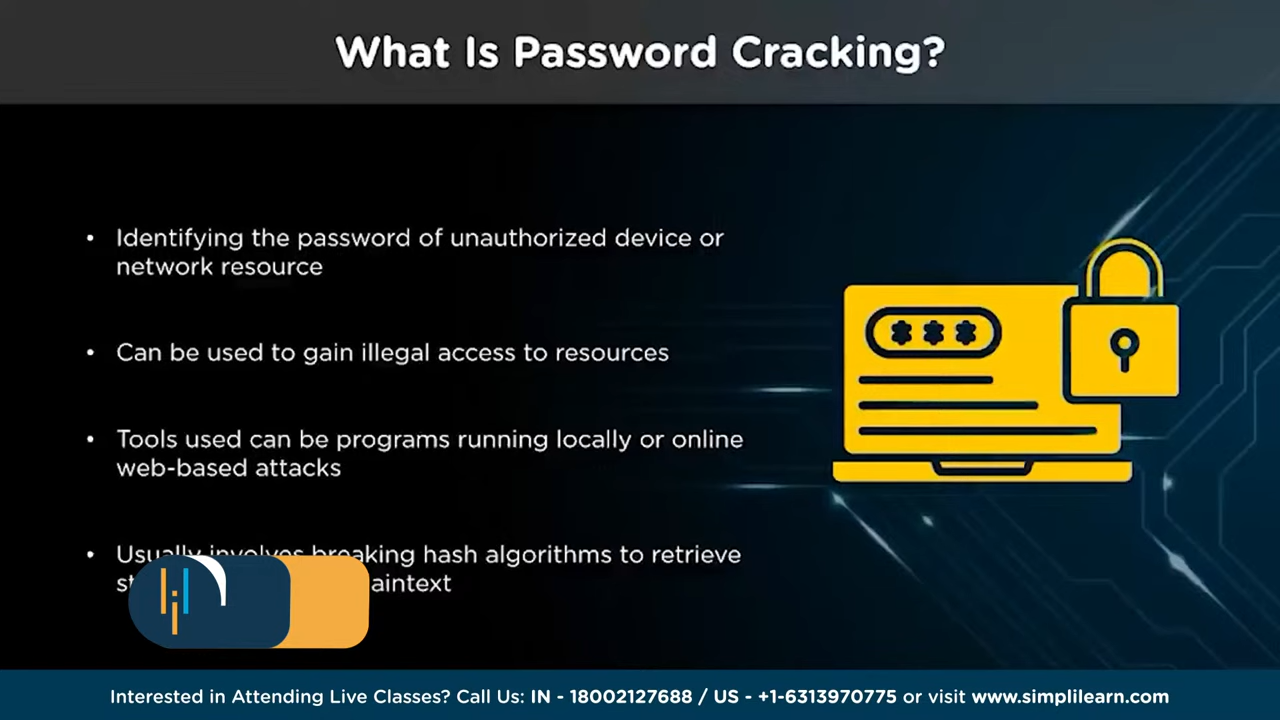 What Is Password Cracking?
• Identifying the password of unauthorized device or
network resource
• Can be used to gain illegal access to resources
• Tools used can be programs running locally or online
web-based attacks
• Usually involves breaking hash algorithms to retrieve
Interested in Attending Live Classes? Call Us: IN - 18002127688 / US - +1-6313970775 or visit www.simplilearn.com